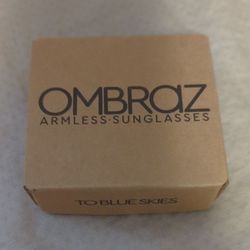 OMBRAZ
ARMLESS·SUNGLASSES
TO BLUE SKIES